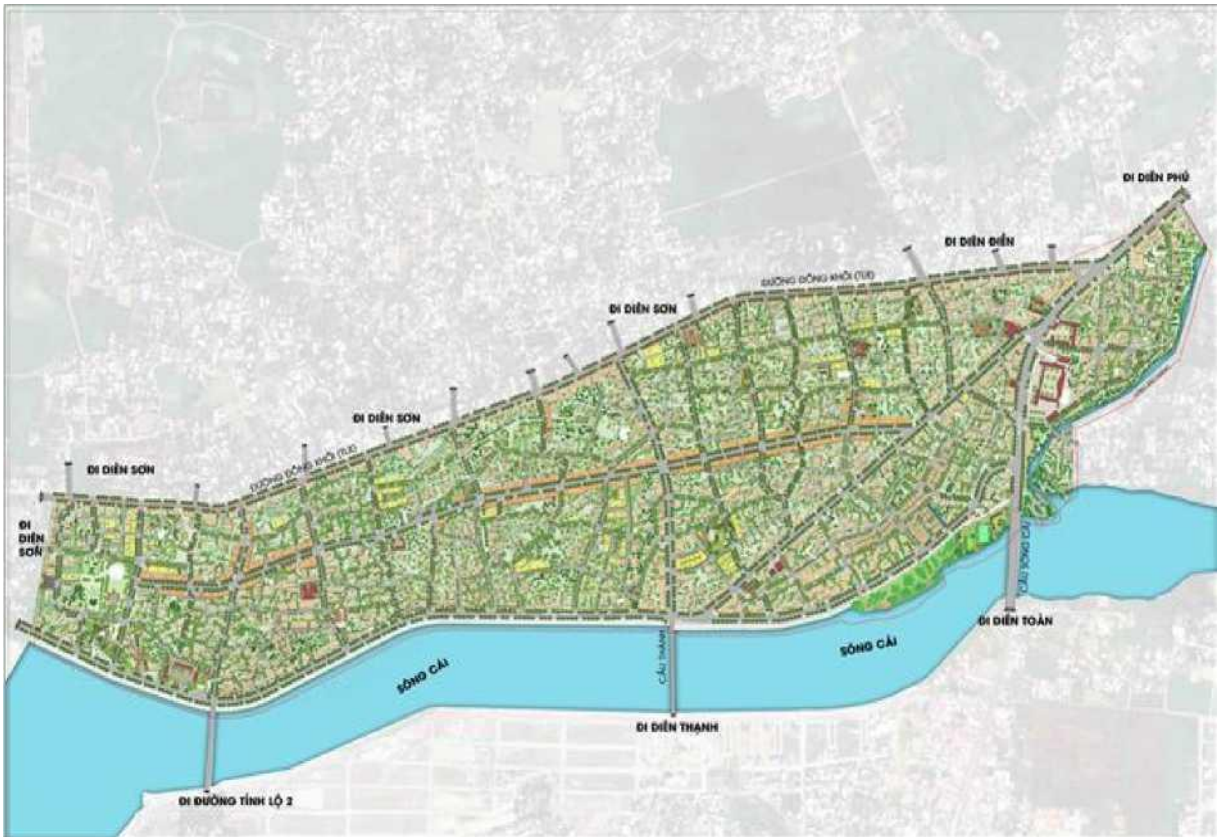 ĐI DIÊN PHÚ
ĐI DIÊN ĐIỀN
ĐƯỜNG ĐỒNG KHỞI (TL8)
ĐI DIÊN SƠN
ĐI DIÊN SƠN
ĐƯỜNG ĐỒNG KHỞI (TL8)
ĐI DIÊN SƠN
ĐI
DIÊN
SƠN
CẦU SÔNG CÁI
ĐI DIÊN TOÀN
SÔNG CÁI
CẦU THÀNH
SÔNG CÁI
ĐI DIÊN THẠNH
ĐI ĐƯỜNG TỈNH LỘ 2